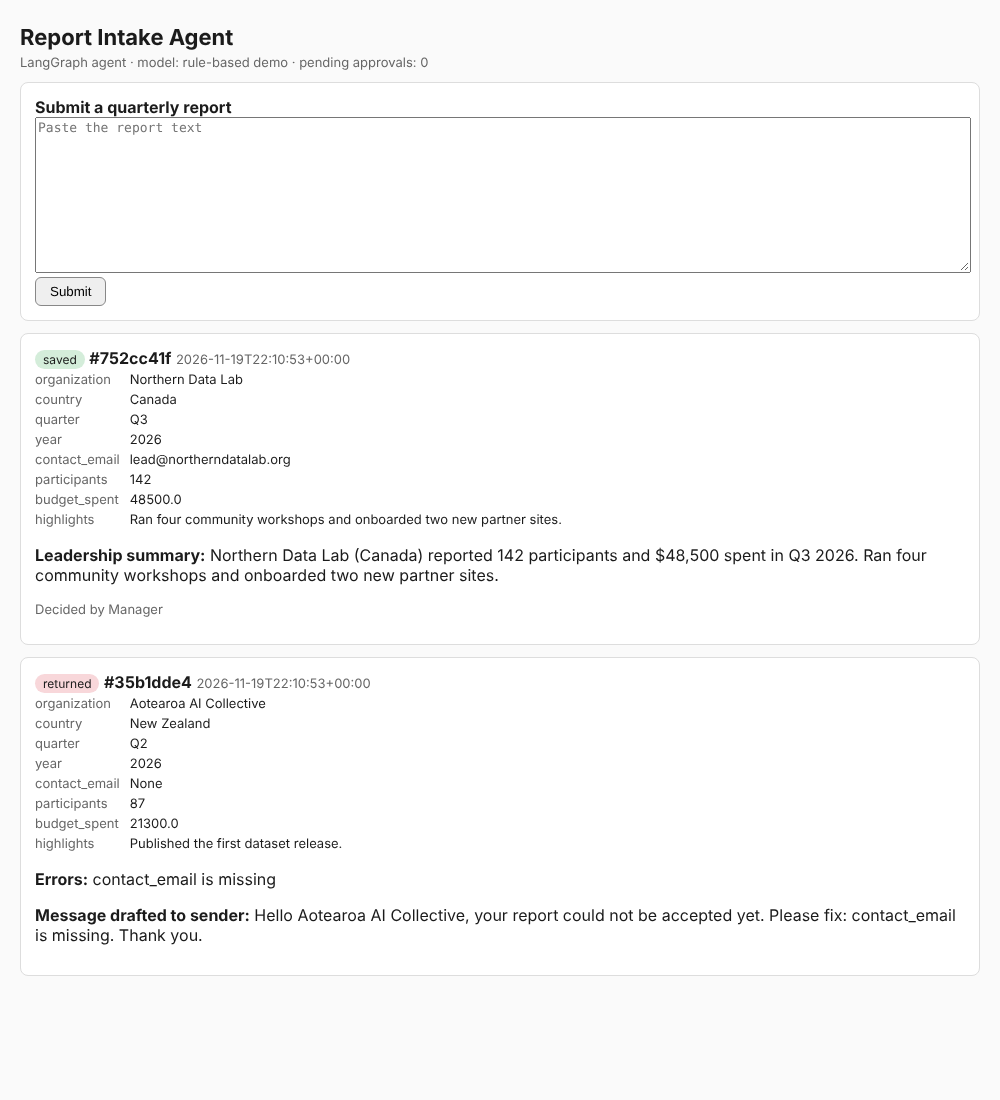 Report Intake Agent
LangGraph agent · model: rule-based demo · pending approvals: 0
Submit a quarterly report
Paste the report text
Submit
saved #752cc41f 2026-11-19T22:10:53+00:00
organization Northern Data Lab
country Canada
quarter Q3
year 2026
contact_email lead@northerndatalab.org
participants 142
budget_spent 48500.0
highlights Ran four community workshops and onboarded two new partner sites.
Leadership summary: Northern Data Lab (Canada) reported 142 participants and $48,500 spent in Q3 2026. Ran four
community workshops and onboarded two new partner sites.
Decided by Manager
returned #35b1dde4 2026-11-19T22:10:53+00:00
organization Aotearoa AI Collective
country New Zealand
quarter Q2
year 2026
contact_email None
participants 87
budget_spent 21300.0
highlights Published the first dataset release.
Errors: contact_email is missing
Message drafted to sender: Hello Aotearoa AI Collective, your report could not be accepted yet. Please fix: contact_email
is missing. Thank you.